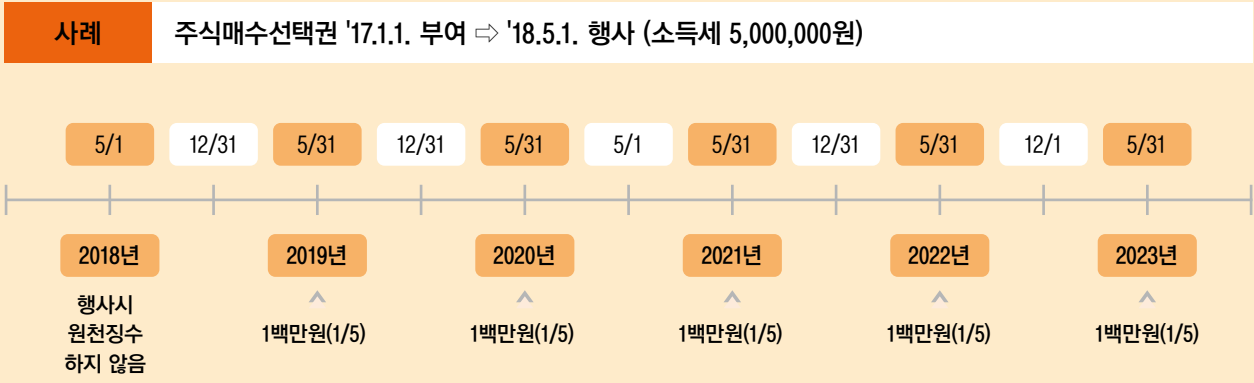 사례
주식매수선택권 '17.1.1. 부여 ⇨ '18.5.1. 행사 (소득세 5,000,000원)
5/1 12/31 5/31 12/31 5/31 5/1 5/31 12/31 5/31 12/1 5/31
2018년 2019년 2020년 2021년 2022년 2023년
행사시
원천징수
하지 않음
1백만원(1/5) 1백만원(1/5) 1백만원(1/5) 1백만원(1/5) 1백만원(1/5)